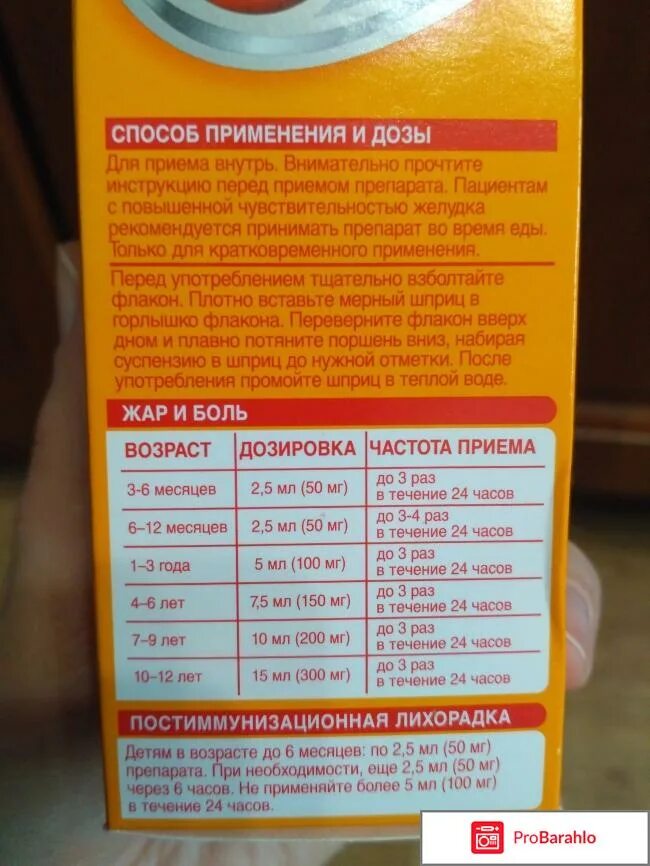 СПОСОБ ПРИМЕНЕНИЯ И ДОЗЫ
Для приема внутрь. Внимательно прочтите
инструкцию перед приемом препарата. Пациентам
с повышенной чувствительностью желудка
рекомендуется принимать препарат во время еды.
Только для кратковременного применения.
Перед употреблением тщательно взболтайте
флакон. Плотно вставьте мерный шприц в
горлышко флакона. Переверните флакон вверх
дном и плавно потяните поршень вниз, набирая
суспензию в шприц до нужной отметки. После
употребления промойте шприц в теплой воде.
ЖАР И БОЛЬ
ВОЗРАСТ ДОЗИРОВКА ЧАСТОТА ПРИЕМА
3-6 месяцев 2,5 мл (50 мг) до 3 раз
в течение 24 часов
6–12 месяцев 2,5 мл (50 мг) до 3-4 раз
в течение 24 часов
1–3 года 5 мл (100 мг) до 3 раз
в течение 24 часов
4–6 лет 7,5 мл (150 мг) до 3 раз
в течение 24 часов
7–9 лет 10 мл (200 мг) до 3 раз
в течение 24 часов
10–12 лет 15 мл (300 мг) до 3 раз
в течение 24 часов
ПОСТИММУНИЗАЦИОННАЯ ЛИХОРАДКА
Детям в возрасте до 6 месяцев: по 2,5 мл (50 мг)
препарата. При необходимости, еще 2,5 мл (50 мг)
через 6 часов. Не применяйте более 5 мл (100 мг)
в течение 24 часов.
ProBarahlo